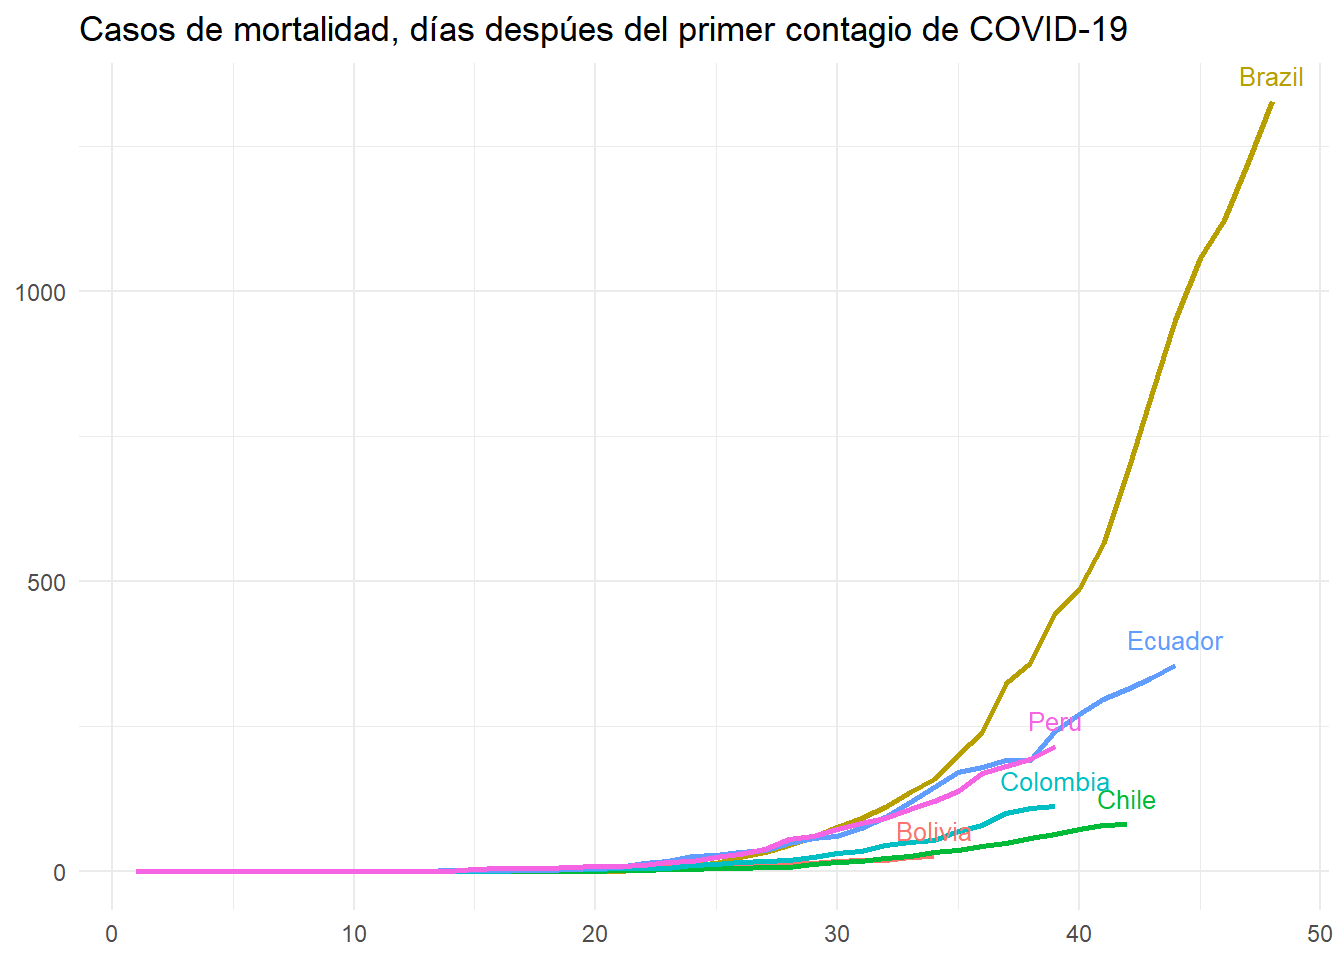 Casos de mortalidad, días despúes del primer contagio de COVID-19
Brazil
1000
500
Ecuador
Peru
Colombia
Chile
Bolivia
0
0 10 20 30 40 50